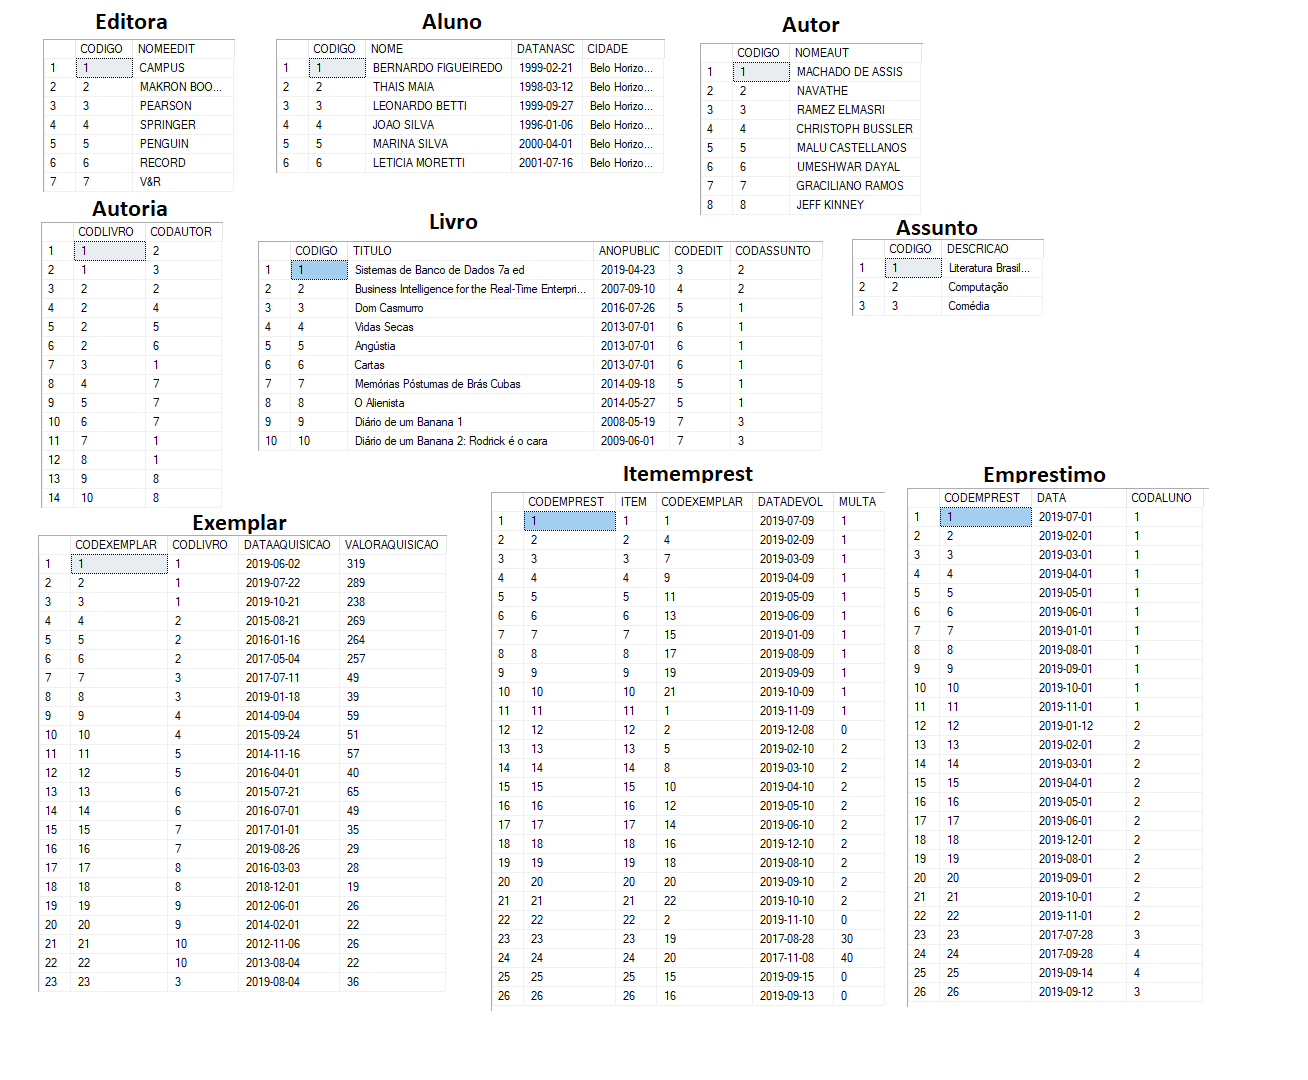 Editora
CODIGO NOMEEDIT
1 1 CAMPUS
2 2 MAKRON BOO...
3 3 PEARSON
4 4 SPRINGER
5 5 PENGUIN
6 6 RECORD
7 7 V&R
Aluno
CODIGO NOME DATANASC CIDADE
1 1 BERNARDO FIGUEIREDO 1999-02-21 Belo Horizo...
2 2 THAIS MAIA 1998-03-12 Belo Horizo...
3 3 LEONARDO BETTI 1999-09-27 Belo Horizo...
4 4 JOAO SILVA 1996-01-06 Belo Horizo...
5 5 MARINA SILVA 2000-04-01 Belo Horizo...
6 6 LETICIA MORETTI 2001-07-16 Belo Horizo...
Autor
CODIGO NOMEAUT
1 1 MACHADO DE ASSIS
2 2 NAVATHE
3 3 RAMEZ ELMASRI
4 4 CHRISTOPH BUSSLER
5 5 MALU CASTELLANOS
6 6 UMESHWAR DAYAL
7 7 GRACILIANO RAMOS
8 8 JEFF KINNEY
Autoria
CODLIVRO CODAUTOR
1 1 2
2 1 3
3 2 2
4 2 4
5 2 5
6 2 6
7 3 1
8 4 7
9 5 7
10 6 7
11 7 1
12 8 1
13 9 8
14 10 8
Livro
CODIGO TITULO ANOPUBLIC CODEDIT CODASSUNTO
1 1 Sistemas de Banco de Dados 7a ed 2019-04-23 3 2
2 2 Business Intelligence for the Real-Time Enterpri... 2007-09-10 4 2
3 3 Dom Casmurro 2016-07-26 5 1
4 4 Vidas Secas 2013-07-01 6 1
5 5 Angústia 2013-07-01 6 1
6 6 Cartas 2013-07-01 6 1
7 7 Memórias Póstumas de Brás Cubas 2014-09-18 5 1
8 8 O Alienista 2014-05-27 5 1
9 9 Diário de um Banana 1 2008-05-19 7 3
10 10 Diário de um Banana 2: Rodrick é o cara 2009-06-01 7 3
Assunto
CODIGO DESCRICAO
1 1 Literatura Brasil...
2 2 Computação
3 3 Comédia
Exemplar
CODEXEMPLAR CODLIVRO DATAAQUISICAO VALORAQUISICAO
1 1 1 2019-06-02 319
2 2 1 2019-07-22 289
3 3 1 2019-10-21 238
4 4 2 2015-08-21 269
5 5 2 2016-01-16 264
6 6 2 2017-05-04 257
7 7 3 2017-07-11 49
8 8 3 2019-01-18 39
9 9 4 2014-09-04 59
10 10 4 2015-09-24 51
11 11 5 2014-11-16 57
12 12 5 2016-04-01 40
13 13 6 2015-07-21 65
14 14 6 2016-07-01 49
15 15 7 2017-01-01 35
16 16 7 2019-08-26 29
17 17 8 2016-03-03 28
18 18 8 2018-12-01 19
19 19 9 2012-06-01 26
20 20 9 2014-02-01 22
21 21 10 2012-11-06 26
22 22 10 2013-08-04 22
23 23 3 2019-08-04 36
Itememprest
CODEMPREST ITEM CODEXEMPLAR DATADEVOL MULTA
1 1 1 1 2019-07-09 1
2 2 2 4 2019-02-09 1
3 3 3 7 2019-03-09 1
4 4 4 9 2019-04-09 1
5 5 5 11 2019-05-09 1
6 6 6 13 2019-06-09 1
7 7 7 15 2019-01-09 1
8 8 8 17 2019-08-09 1
9 9 9 19 2019-09-09 1
10 10 10 21 2019-10-09 1
11 11 11 1 2019-11-09 1
12 12 12 2 2019-12-08 0
13 13 13 5 2019-02-10 2
14 14 14 8 2019-03-10 2
15 15 15 10 2019-04-10 2
16 16 16 12 2019-05-10 2
17 17 17 14 2019-06-10 2
18 18 18 16 2019-12-10 2
19 19 19 18 2019-08-10 2
20 20 20 20 2019-09-10 2
21 21 21 22 2019-10-10 2
22 22 22 2 2019-11-10 0
23 23 23 19 2017-08-28 30
24 24 24 20 2017-11-08 40
25 25 25 15 2019-09-15 0
26 26 26 16 2019-09-13 0
Emprestimo
CODEMPREST DATA CODALUNO
1 1 2019-07-01 1
2 2 2019-02-01 1
3 3 2019-03-01 1
4 4 2019-04-01 1
5 5 2019-05-01 1
6 6 2019-06-01 1
7 7 2019-01-01 1
8 8 2019-08-01 1
9 9 2019-09-01 1
10 10 2019-10-01 1
11 11 2019-11-01 1
12 12 2019-01-12 2
13 13 2019-02-01 2
14 14 2019-03-01 2
15 15 2019-04-01 2
16 16 2019-05-01 2
17 17 2019-06-01 2
18 18 2019-12-01 2
19 19 2019-08-01 2
20 20 2019-09-01 2
21 21 2019-10-01 2
22 22 2019-11-01 2
23 23 2017-07-28 3
24 24 2017-09-28 4
25 25 2019-09-14 4
26 26 2019-09-12 3